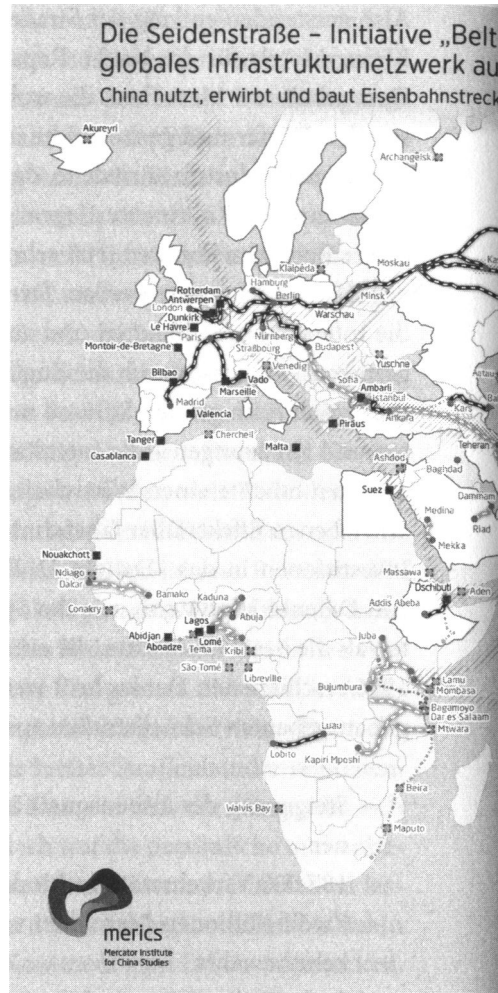 Die Seidenstraße – Initiative „Belt
globales Infrastrukturnetzwerk au
China nutzt, erwirbt und baut Eisenbahnstreck
Akureyri
Archangelsk
Klaipėda
Moskau
Hamburg
Rotterdam
Antwerpen
Berlin
London
Minsk
Dunkirk
Warschau
Le Havre
Paris
Nürnberg
Montoir-de-Bretagne
Straßburg
Budapest
Yuschne
Venedig
Bilbao
Vado
Sofia
Ambarli
Marseille
Istanbul
Madrid
Kars
Valencia
Ankara
Piräus
Tanger
Cherchell
Teheran
Casablanca
Malta
Ashdod
Baghdad
Suez
Dammam
Medina
Riad
Mekka
Nouakchott
Ndiago
Massawa
Dakar
Dschibuti
Aden
Bamako
Kaduna
Conakry
Abuja
Addis Abeba
Lagos
Abidjan
Lomé
Aboadze
Tema
Kribi
Juba
São Tomé
Libreville
Lamu
Bujumbura
Mombasa
Bagamoyo
Dar es Salaam
Luau
Mtwara
Lobito
Kapiri Mposhi
Beira
Walvis Bay
Maputo
merics
Mercator Institute
for China Studies